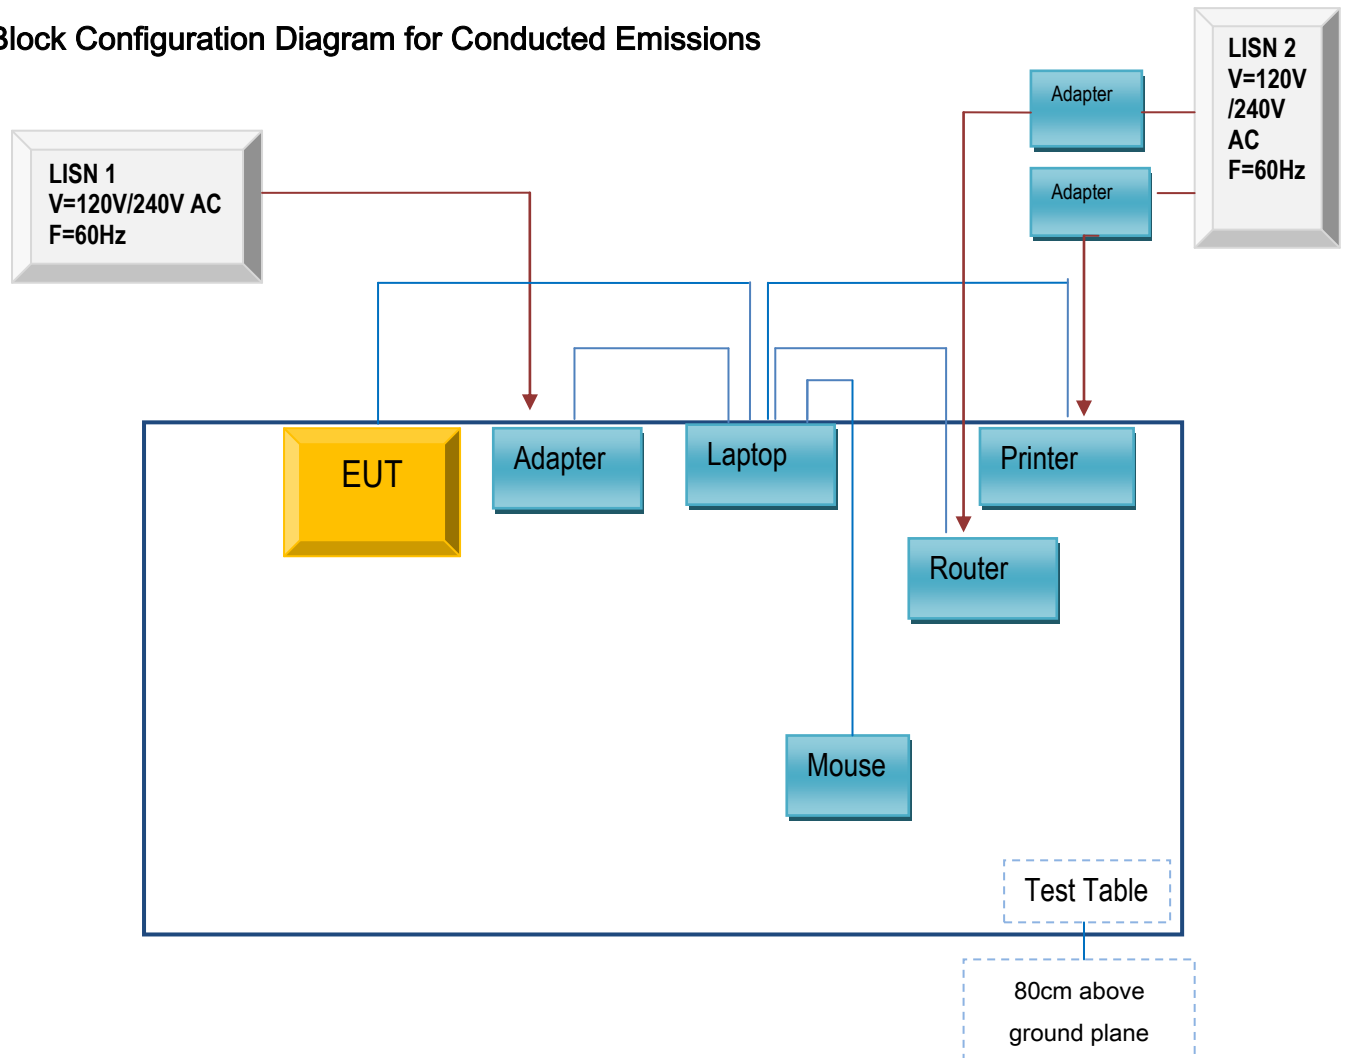 Block Configuration Diagram for Conducted Emissions
LISN 2
V=120V
/240V
AC
F=60Hz
Adapter
Adapter
LISN 1
V=120V/240V AC
F=60Hz
EUT
Adapter
Laptop
Printer
Router
Mouse
Test Table
80cm above
ground plane